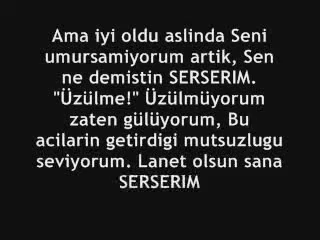 Ama iyi oldu aslinda Seni
umursamiyorum artik, Sen
ne demistin SERSERIM.
"Üzülme!" Üzülmüyorum
zaten gülüyorum, Bu
acilarin getirdigi mutsuzlugu
seviyorum. Lanet olsun sana
SERSERIM